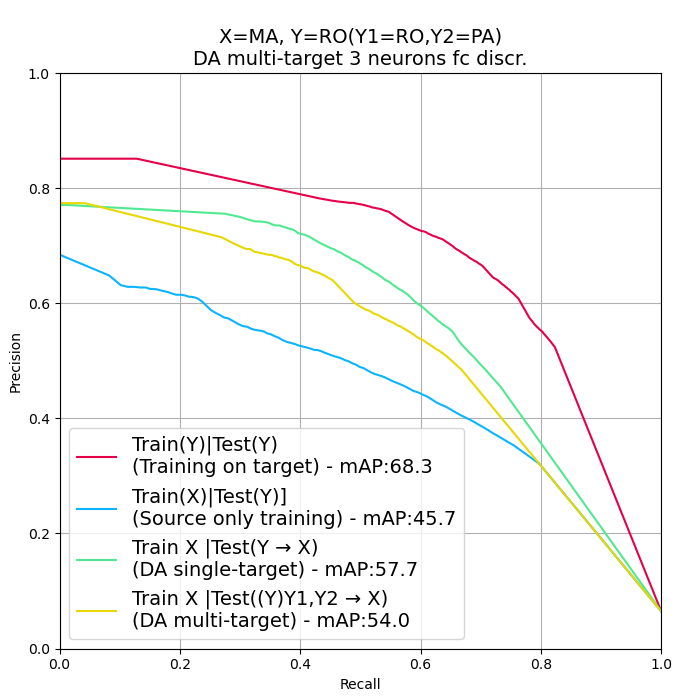 X=MA, Y=RO(Y1=RO,Y2=PA)
DA multi-target 3 neurons fc discr.
1.0
0.8
0.6
0.4
0.2
0.0
Precision
Train(Y)|Test(Y)
(Training on target) - mAP:68.3
Train(X)|Test(Y)]
(Source only training) - mAP:45.7
Train X |Test(Y → X)
(DA single-target) - mAP:57.7
Train X |Test((Y)Y1,Y2 → X)
(DA multi-target) - mAP:54.0
0.0 0.2 0.4 0.6 0.8 1.0
Recall